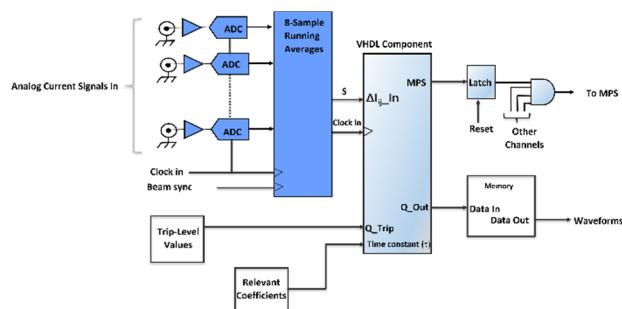 Analog Current Signals In
ADC
ADC
ADC
8-Sample
Running
Averages
Clock in
Beam sync
S
Clock In
VHDL Component
MPS
ΔIij_In
Q_Out
Q_Trip
Time constant (τ)
Latch
Reset
Other
Channels
To MPS
Memory
Data In
Data Out
Waveforms
Trip-Level
Values
Relevant
Coefficients